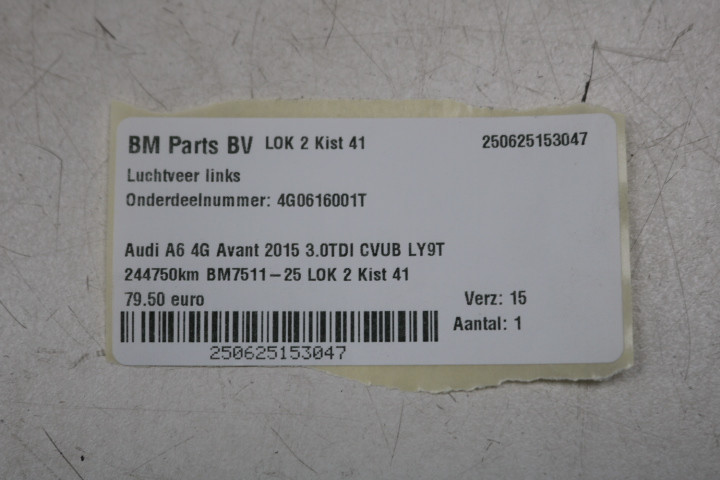 BM Parts BV LOK 2 Kist 41 250625153047
Luchtveer links
Onderdeelnummer: 4G0616001T
Audi A6 4G Avant 2015 3.0TDI CVUB LY9T
244750km BM7511-25 LOK 2 Kist 41
79.50 euro Verz: 15
Aantal: 1
250625153047